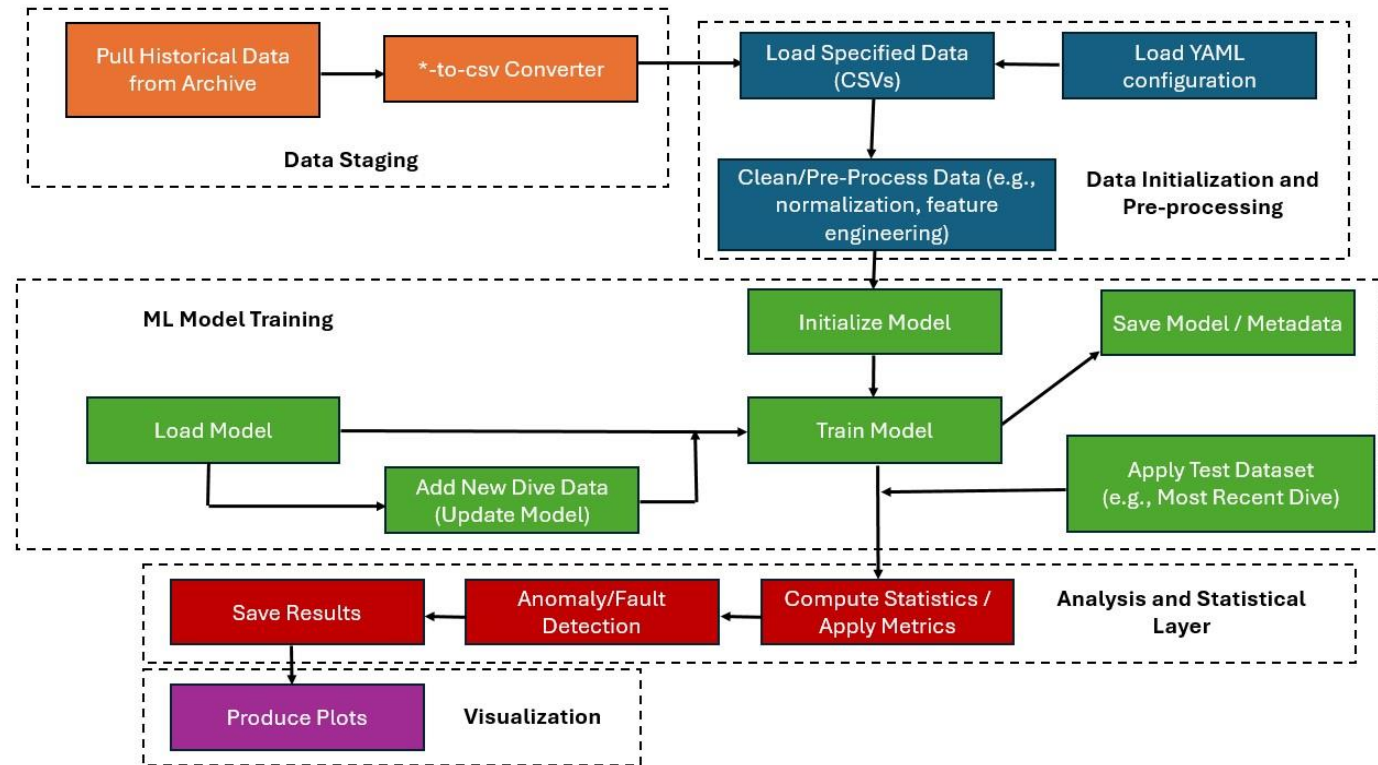 Pull Historical Data
from Archive
*-to-csv Converter
Data Staging
Load Specified Data
(CSVs)
Load YAML
configuration
Clean/Pre-Process Data (e.g.,
normalization, feature
engineering)
Data Initialization and
Pre-processing
ML Model Training
Initialize Model
Save Model / Metadata
Load Model
Train Model
Add New Dive Data
(Update Model)
Apply Test Dataset
(e.g., Most Recent Dive)
Save Results
Anomaly/Fault
Detection
Compute Statistics /
Apply Metrics
Analysis and Statistical
Layer
Produce Plots
Visualization